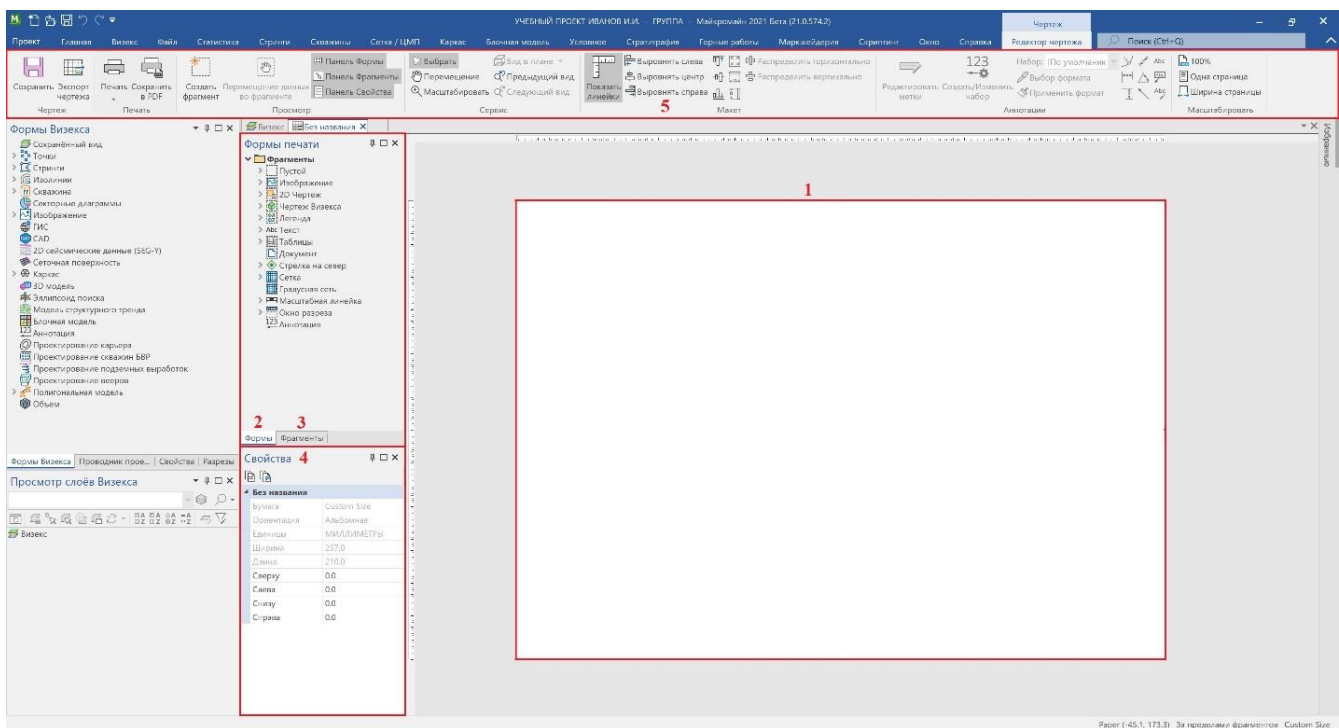 УЧЕБНЫЙ ПРОЕКТ ИВАНОВ И.И. - ГРУППА - Майкромайн 2021 Бета (21.0.574.2)
Чертеж
Проект Главная Визекс Файл Статистика Стринги Скважины Сетка / ЦМП Каркас Блочная модель Условное Стратиграфия Горные работы Маркшейдерия Скриптинг Окно Справка Редактор чертежа Поиск (Ctrl+Q)
Сохранить Экспорт чертежа Печать Сохранить в PDF Создать фрагмент Перемощение данных во фрагменте
Панель Формы
Панель Фрагменты
Панель Свойства
Выбрать
Перемещение
Масштабировать
Вид в плане
Предыдущий вид
Следующий вид
Показать линейки
Выровнять слева
Выровнять центр
Выровнять справа
Распределить горизонтально
Распределить вертикально
5
Редактировать метки
123
Создать/Изменить набор
Набор: По умолчанию
Выбор формата
Применить формат
Abc
Abc
100%
Одна страница
Ширина страницы
Чертеж Печать Просмотр Сервис Макет Аннотации Масштабировать
Формы Визекса
Сохранённый вид
Точки
Стринги
Изолинии
Скважина
Секторные диаграммы
Изображение
ГИС
CAD
2D сейсмические данные (SEG-Y)
Сеточная поверхность
Каркас
3D модель
Эллипсоид поиска
Модель структурного тренда
Блочная модель
123 Аннотация
Проектирование карьера
Проектирование скважин БВР
Проектирование подземных выработок
Проектирование вееров
Полигональная модель
Объем
Формы Визекса Проводник прое... Свойства Разрезы
Просмотр слоёв Визекса
Визекс
Визекс Без названия
Формы печати
Фрагменты
Пустой
Изображение
2D Чертеж
Чертеж Визекса
Легенда
Abc Текст
Таблицы
Документ
Стрелка на север
Сетка
Градусная сеть
Масштабная линейка
Окно разреза
123 Аннотация
2 3
Формы Фрагменты
Свойства 4
Без названия
Бумага Custom Size
Ориентация Альбомная
Единицы МИЛЛИМЕТРЫ
Ширина 297.0
Длина 210.0
Сверху 0.0
Слева 0.0
Снизу 0.0
Справа 0.0
1
Избранные
Paper (-45.1, 173.3) За пределами фрагментов Custom Size